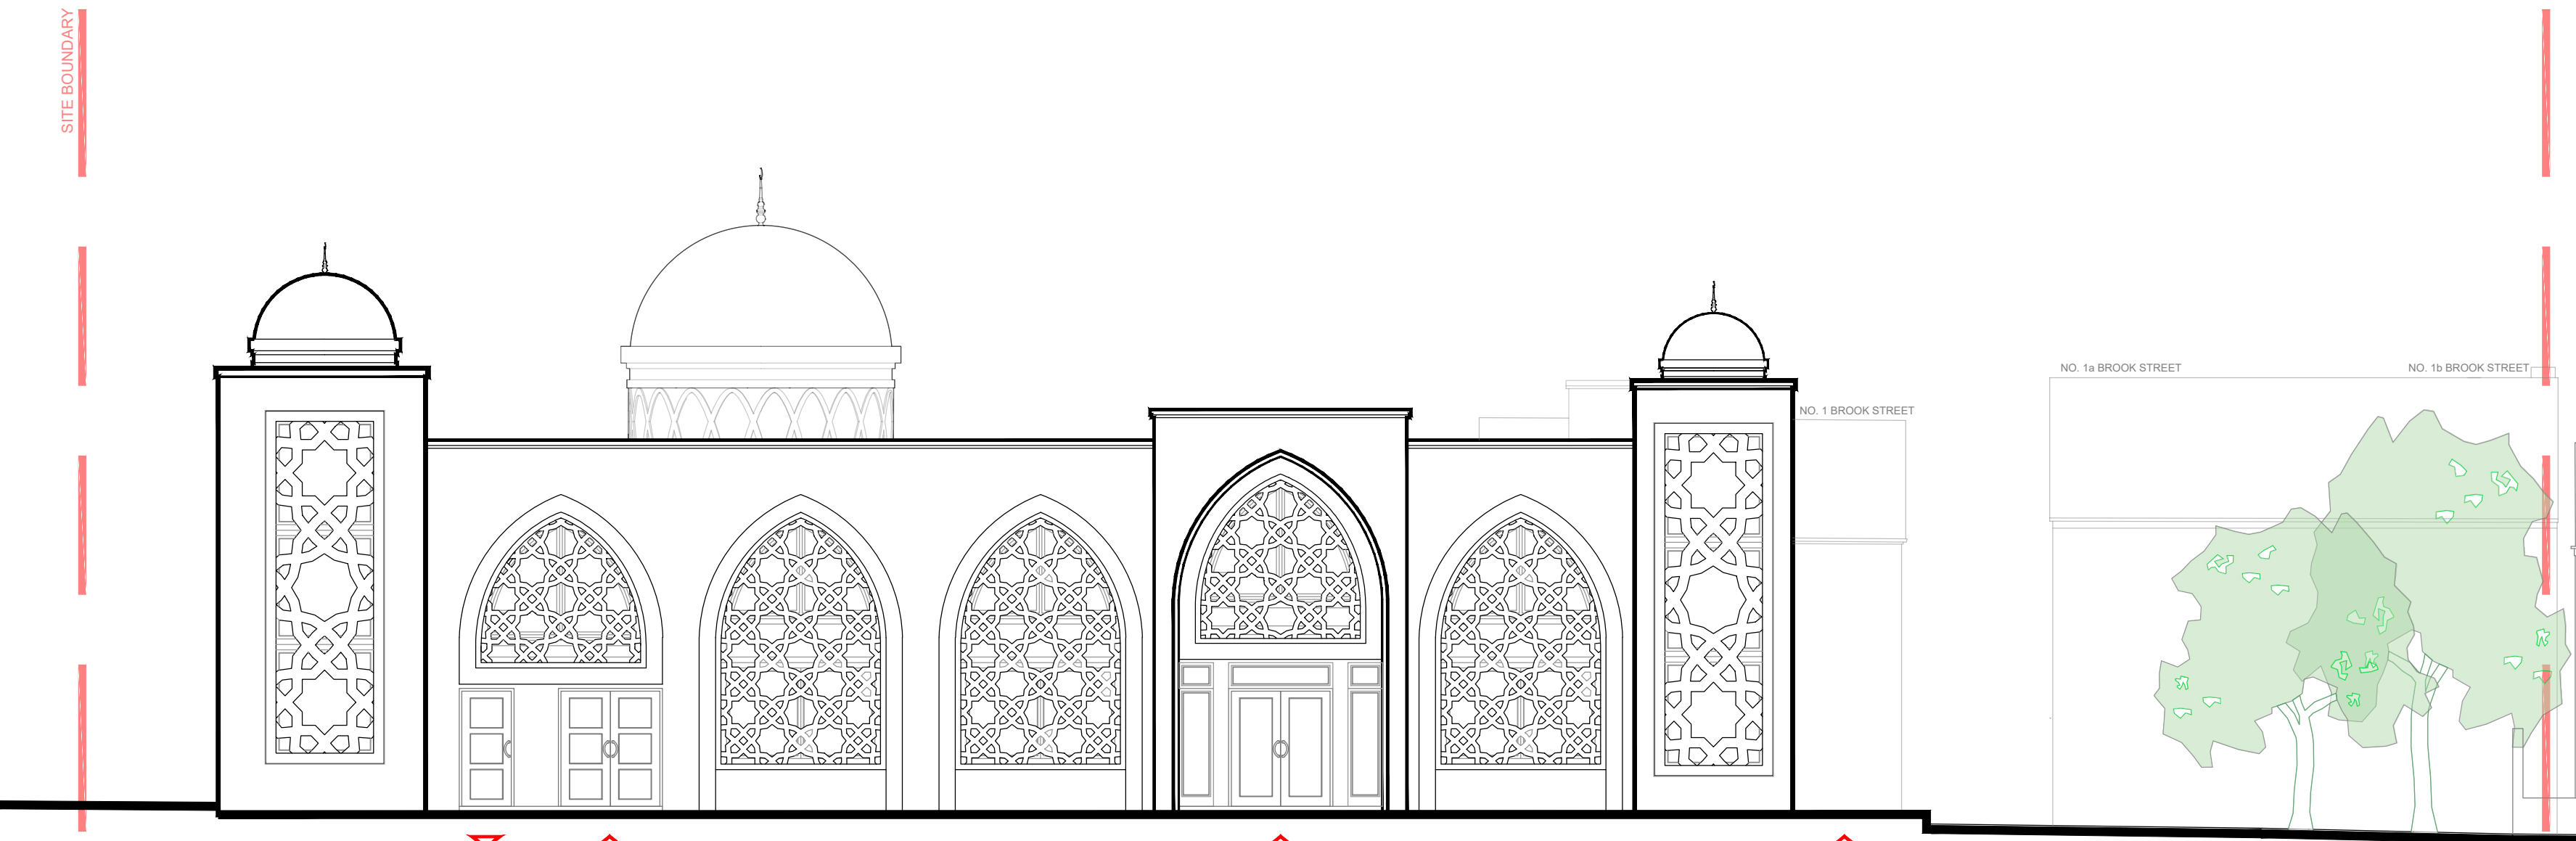 SITE BOUNDARY
NO. 1a BROOK STREET
NO. 1b BROOK STREET
NO. 1 BROOK STREET